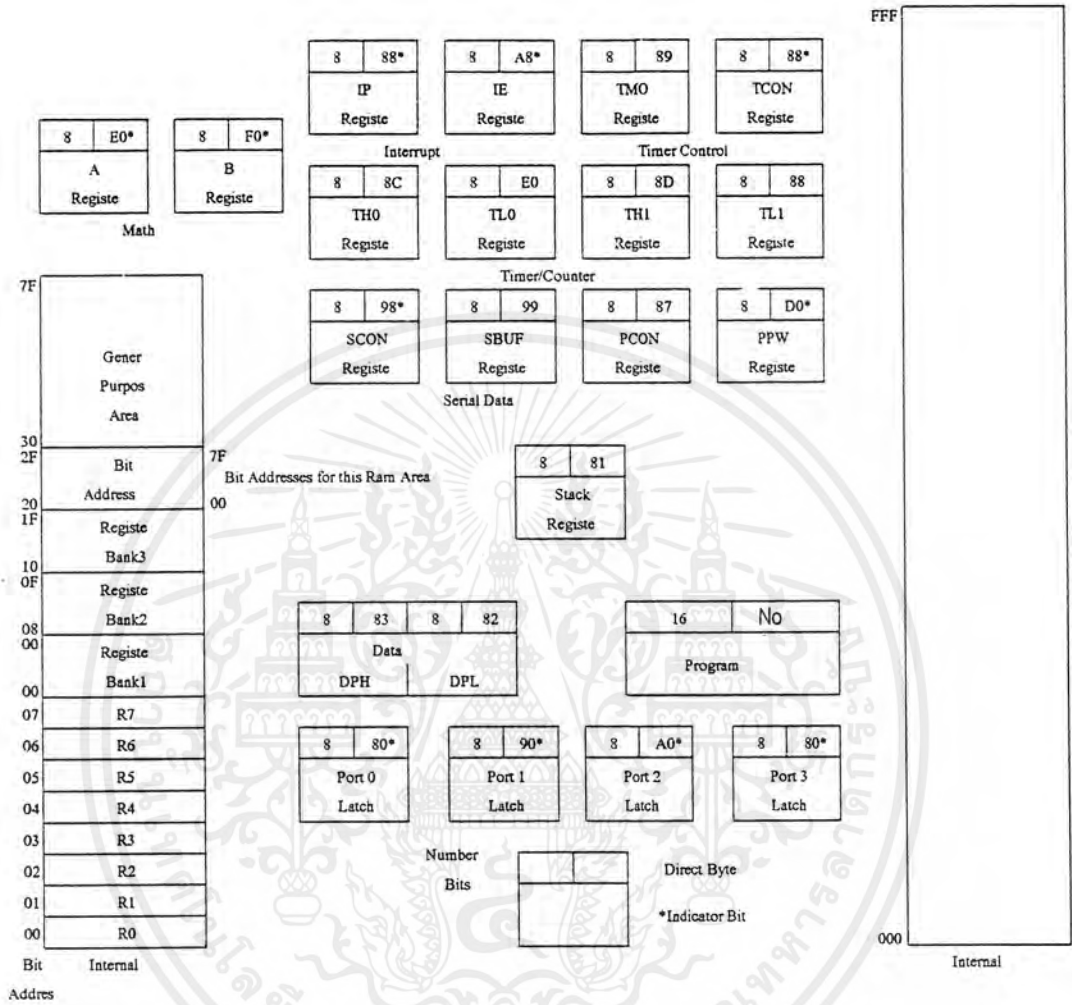 FFF
8 88*
IP
Registe
8 A8*
IE
Registe
8 89
TMO
Registe
8 88*
TCON
Registe
Interrupt
Timer Control
8 E0*
A
Registe
8 F0*
B
Registe
Math
8 8C
TH0
Registe
8 E0
TL0
Registe
8 8D
TH1
Registe
8 88
TL1
Registe
Timer/Counter
8 98*
SCON
Registe
8 99
SBUF
Registe
8 87
PCON
Registe
8 D0*
PPW
Registe
Serial Data
7F
Gener
Purpos
Area
30
2F
Bit
Address
20
7F
Bit Addresses for this Ram Area
00
1F
Registe
Bank3
10
0F
Registe
Bank2
08
00
Registe
Bank1
00
07 R7
06 R6
05 R5
04 R4
03 R3
02 R2
01 R1
00 R0
Bit Internal
Addres
8 81
Stack
Registe
8 83 8 82
Data
DPH DPL
16 No
Program
8 80*
Port 0
Latch
8 90*
Port 1
Latch
8 A0*
Port 2
Latch
8 80*
Port 3
Latch
Number
Bits
Direct Byte
*Indicator Bit
000
Internal